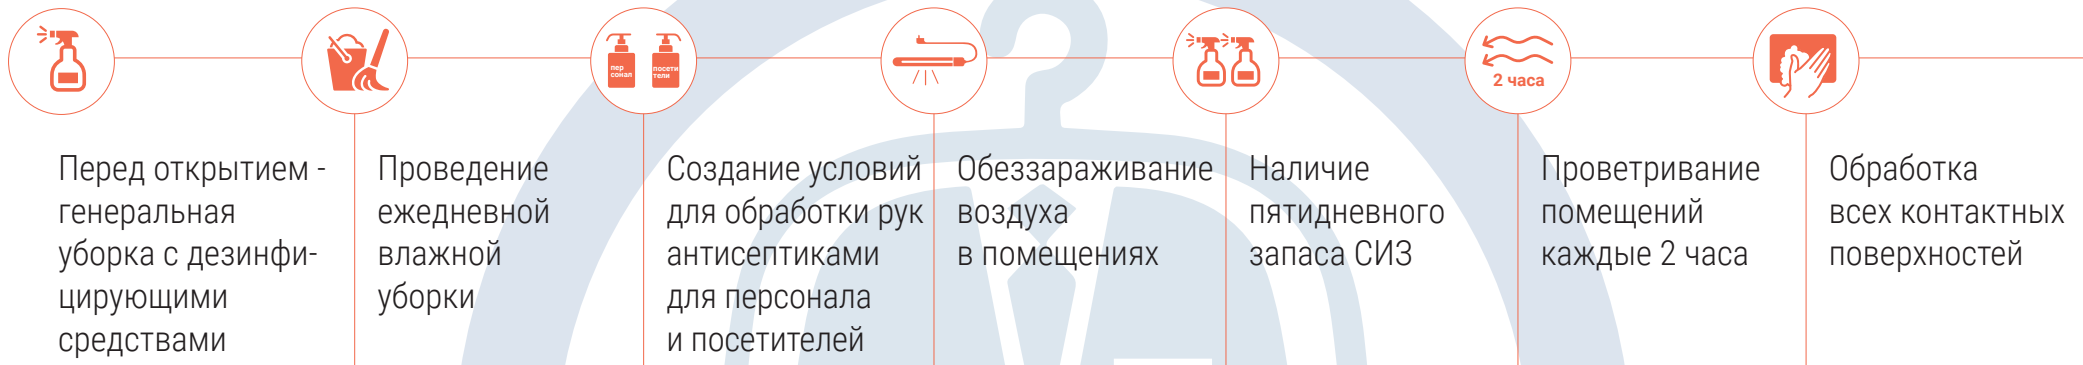 пер
сонал
посети
тели
2 часа
Перед открытием -
генеральная
уборка с дезинфи-
цирующими
средствами
Проведение
ежедневной
влажной
уборки
Создание условий
для обработки рук
антисептиками
для персонала
и посетителей
Обеззараживание
воздуха
в помещениях
Наличие
пятидневного
запаса СИЗ
Проветривание
помещений
каждые 2 часа
Обработка
всех контактных
поверхностей